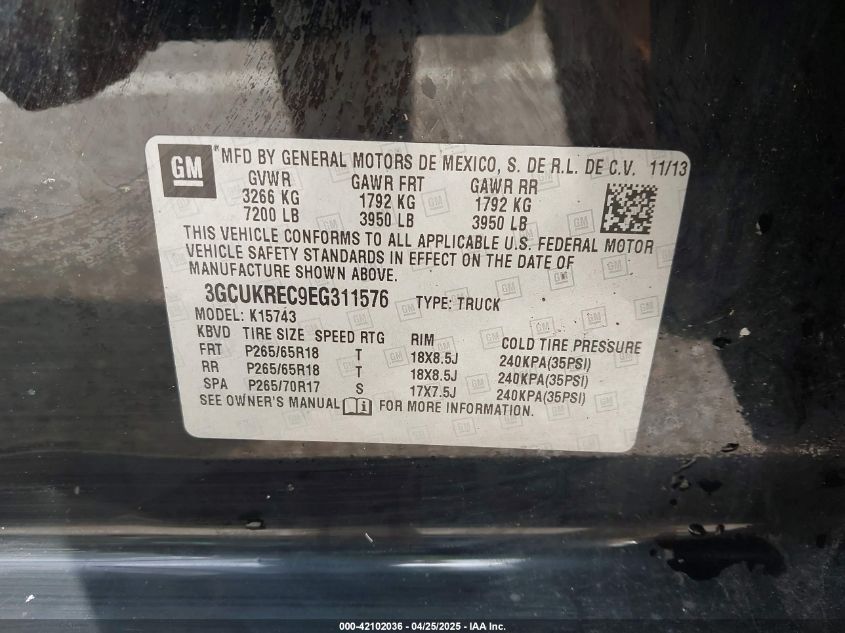 GM
MFD BY GENERAL MOTORS DE MEXICO, S. DE R.L. DE C.V. 11/13
GVWR GAWR FRT GAWR RR
3266 KG 1792 KG 1792 KG
7200 LB 3950 LB 3950 LB
THIS VEHICLE CONFORMS TO ALL APPLICABLE U.S. FEDERAL MOTOR
VEHICLE SAFETY STANDARDS IN EFFECT ON THE DATE OF
MANUFACTURE SHOWN ABOVE.
3GCUKREC9EG311576 TYPE: TRUCK
MODEL: K15743
KBVD TIRE SIZE SPEED RTG RIM COLD TIRE PRESSURE
FRT P265/65R18 T 18X8.5J 240KPA(35PSI)
RR P265/65R18 T 18X8.5J 240KPA(35PSI)
SPA P265/70R17 S 17X7.5J 240KPA(35PSI)
SEE OWNER'S MANUAL FOR MORE INFORMATION.
000-42102036 - 04/25/2025 - IAA Inc.